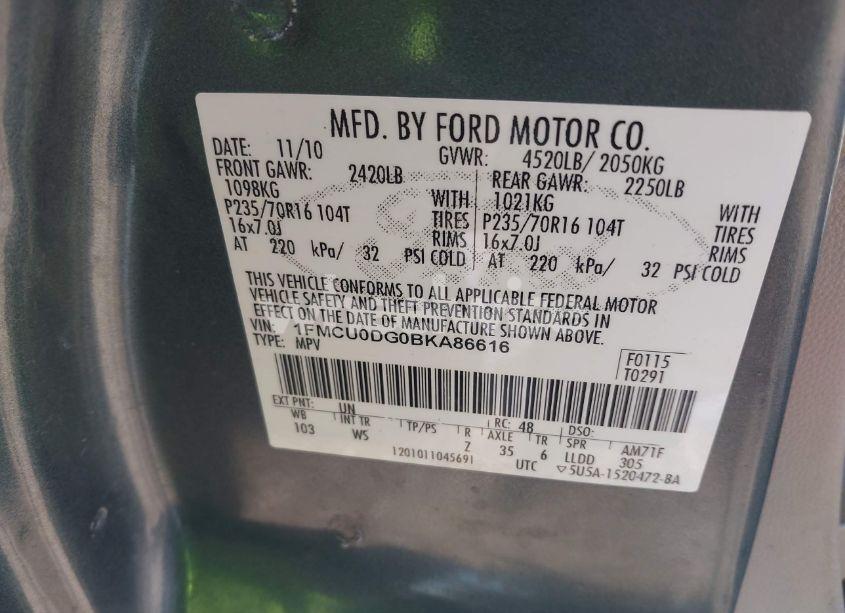 MFD. BY FORD MOTOR CO.
DATE: 11/10 GVWR: 4520LB/ 2050KG
FRONT GAWR: 2420LB REAR GAWR: 2250LB
1098KG WITH 1021KG WITH
P235/70R16 104T TIRES P235/70R16 104T TIRES
16x7.0J RIMS 16x7.0J RIMS
AT 220 kPa/ 32 PSI COLD AT 220 kPa/ 32 PSI COLD
THIS VEHICLE CONFORMS TO ALL APPLICABLE FEDERAL MOTOR
VEHICLE SAFETY AND THEFT PREVENTION STANDARDS IN
EFFECT ON THE DATE OF MANUFACTURE SHOWN ABOVE.
VIN: 1FMCU0DG0BKA86616
TYPE: MPV
F0115
T0291
EXT PNT: UN RC: 48 DSO:
WB INT TR TP/PS R AXLE TR SPR AM71F
103 WS Z 35 6 LLDD 305
1201011045691 UTC ▽5U5A-1520472-BA